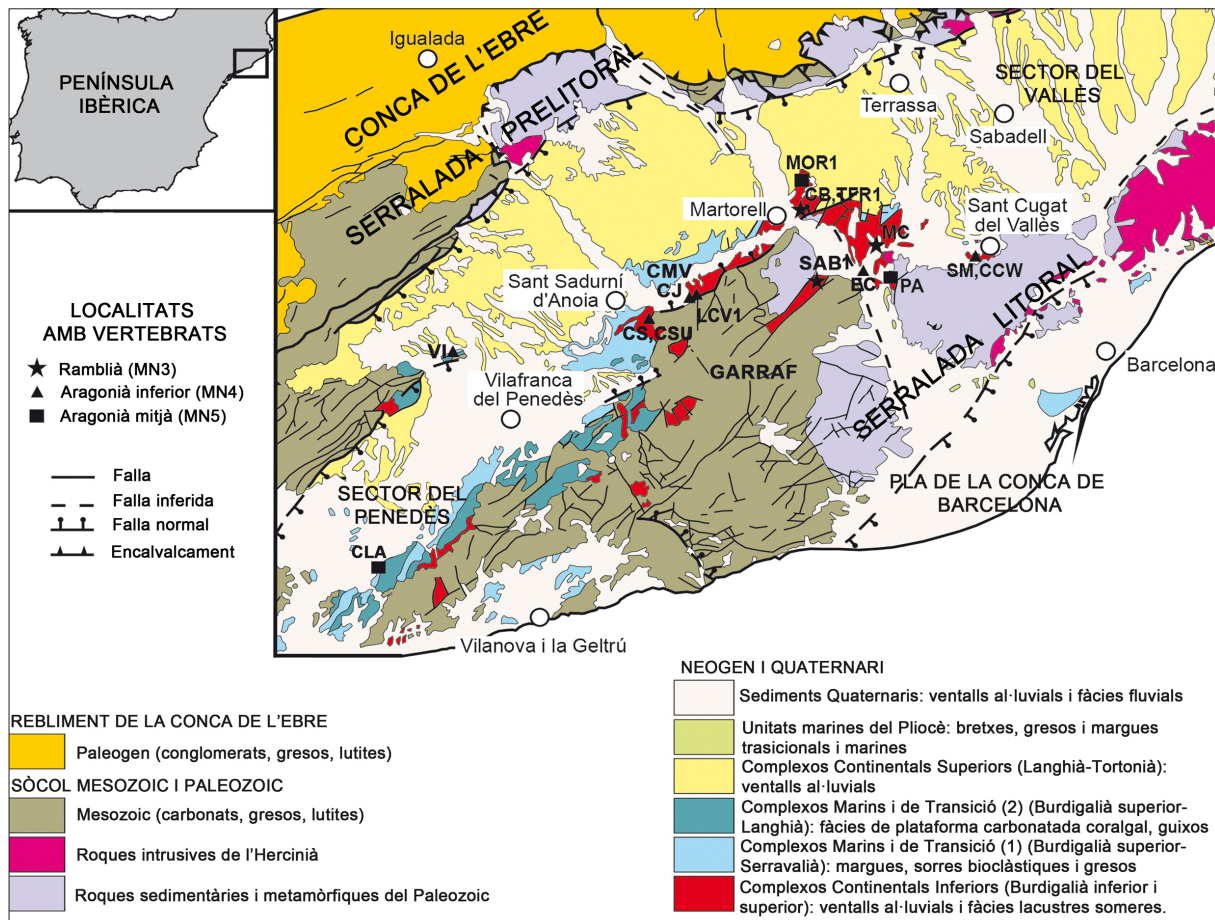 PENÍNSULA
IBÈRICA
LOCALITATS
AMB VERTEBRATS
Ramblià (MN3)
Aragonià inferior (MN4)
Aragonià mitjà (MN5)
Falla
Falla inferida
Falla normal
Encalvalcament
Igualada
CONCA DE L'EBRE
SERRALADA PRELITORAL
Terrassa
SECTOR DEL
VALLÈS
Sabadell
MOR1
CB,TFR1
Martorell
MC
Sant Cugat
del Vallès
SM,CCW
SAB1
EC
PA
CMV
CJ
LCV1
Sant Sadurní
d'Anoia
CS,CSU
VI
GARRAF
SERRALADA LITORAL
Barcelona
Vilafranca
del Penedès
SECTOR DEL
PENEDÈS
PLA DE LA CONCA DE
BARCELONA
CLA
Vilanova i la Geltrú
REBLIMENT DE LA CONCA DE L'EBRE
Paleogen (conglomerats, gresos, lutites)
SÒCOL MESOZOIC I PALEOZOIC
Mesozoic (carbonats, gresos, lutites)
Roques intrusives de l'Hercinià
Roques sedimentàries i metamòrfiques del Paleozoic
NEOGEN I QUATERNARI
Sediments Quaternaris: ventalls al·luvials i fàcies fluvials
Unitats marines del Pliocè: bretxes, gresos i margues
trasicionals i marines
Complexos Continentals Superiors (Langhià-Tortonià):
ventalls al·luvials
Complexos Marins i de Transició (2) (Burdigalià superior-
Langhià): fàcies de plataforma carbonatada coralgal, guixos
Complexos Marins i de Transició (1) (Burdigalià superior-
Serravalià): margues, sorres bioclàstiques i gresos
Complexos Continentals Inferiors (Burdigalià inferior i
superior): ventalls al·luvials i fàcies lacustres someres.